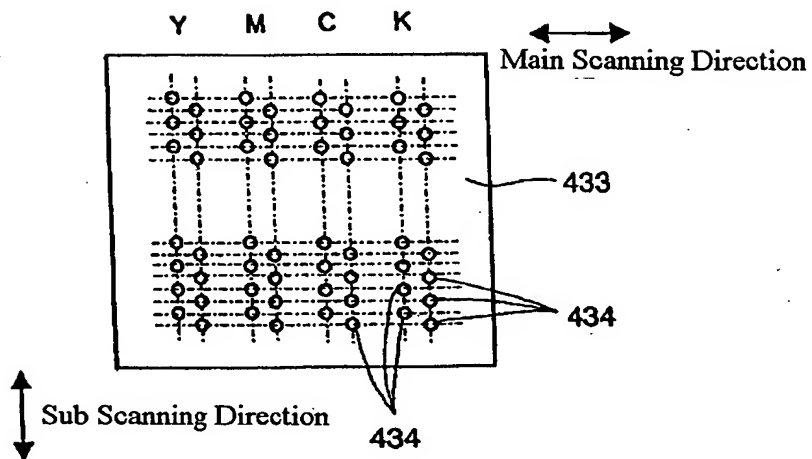 Y M C K
Main Scanning Direction
433
434
Sub Scanning Direction
434